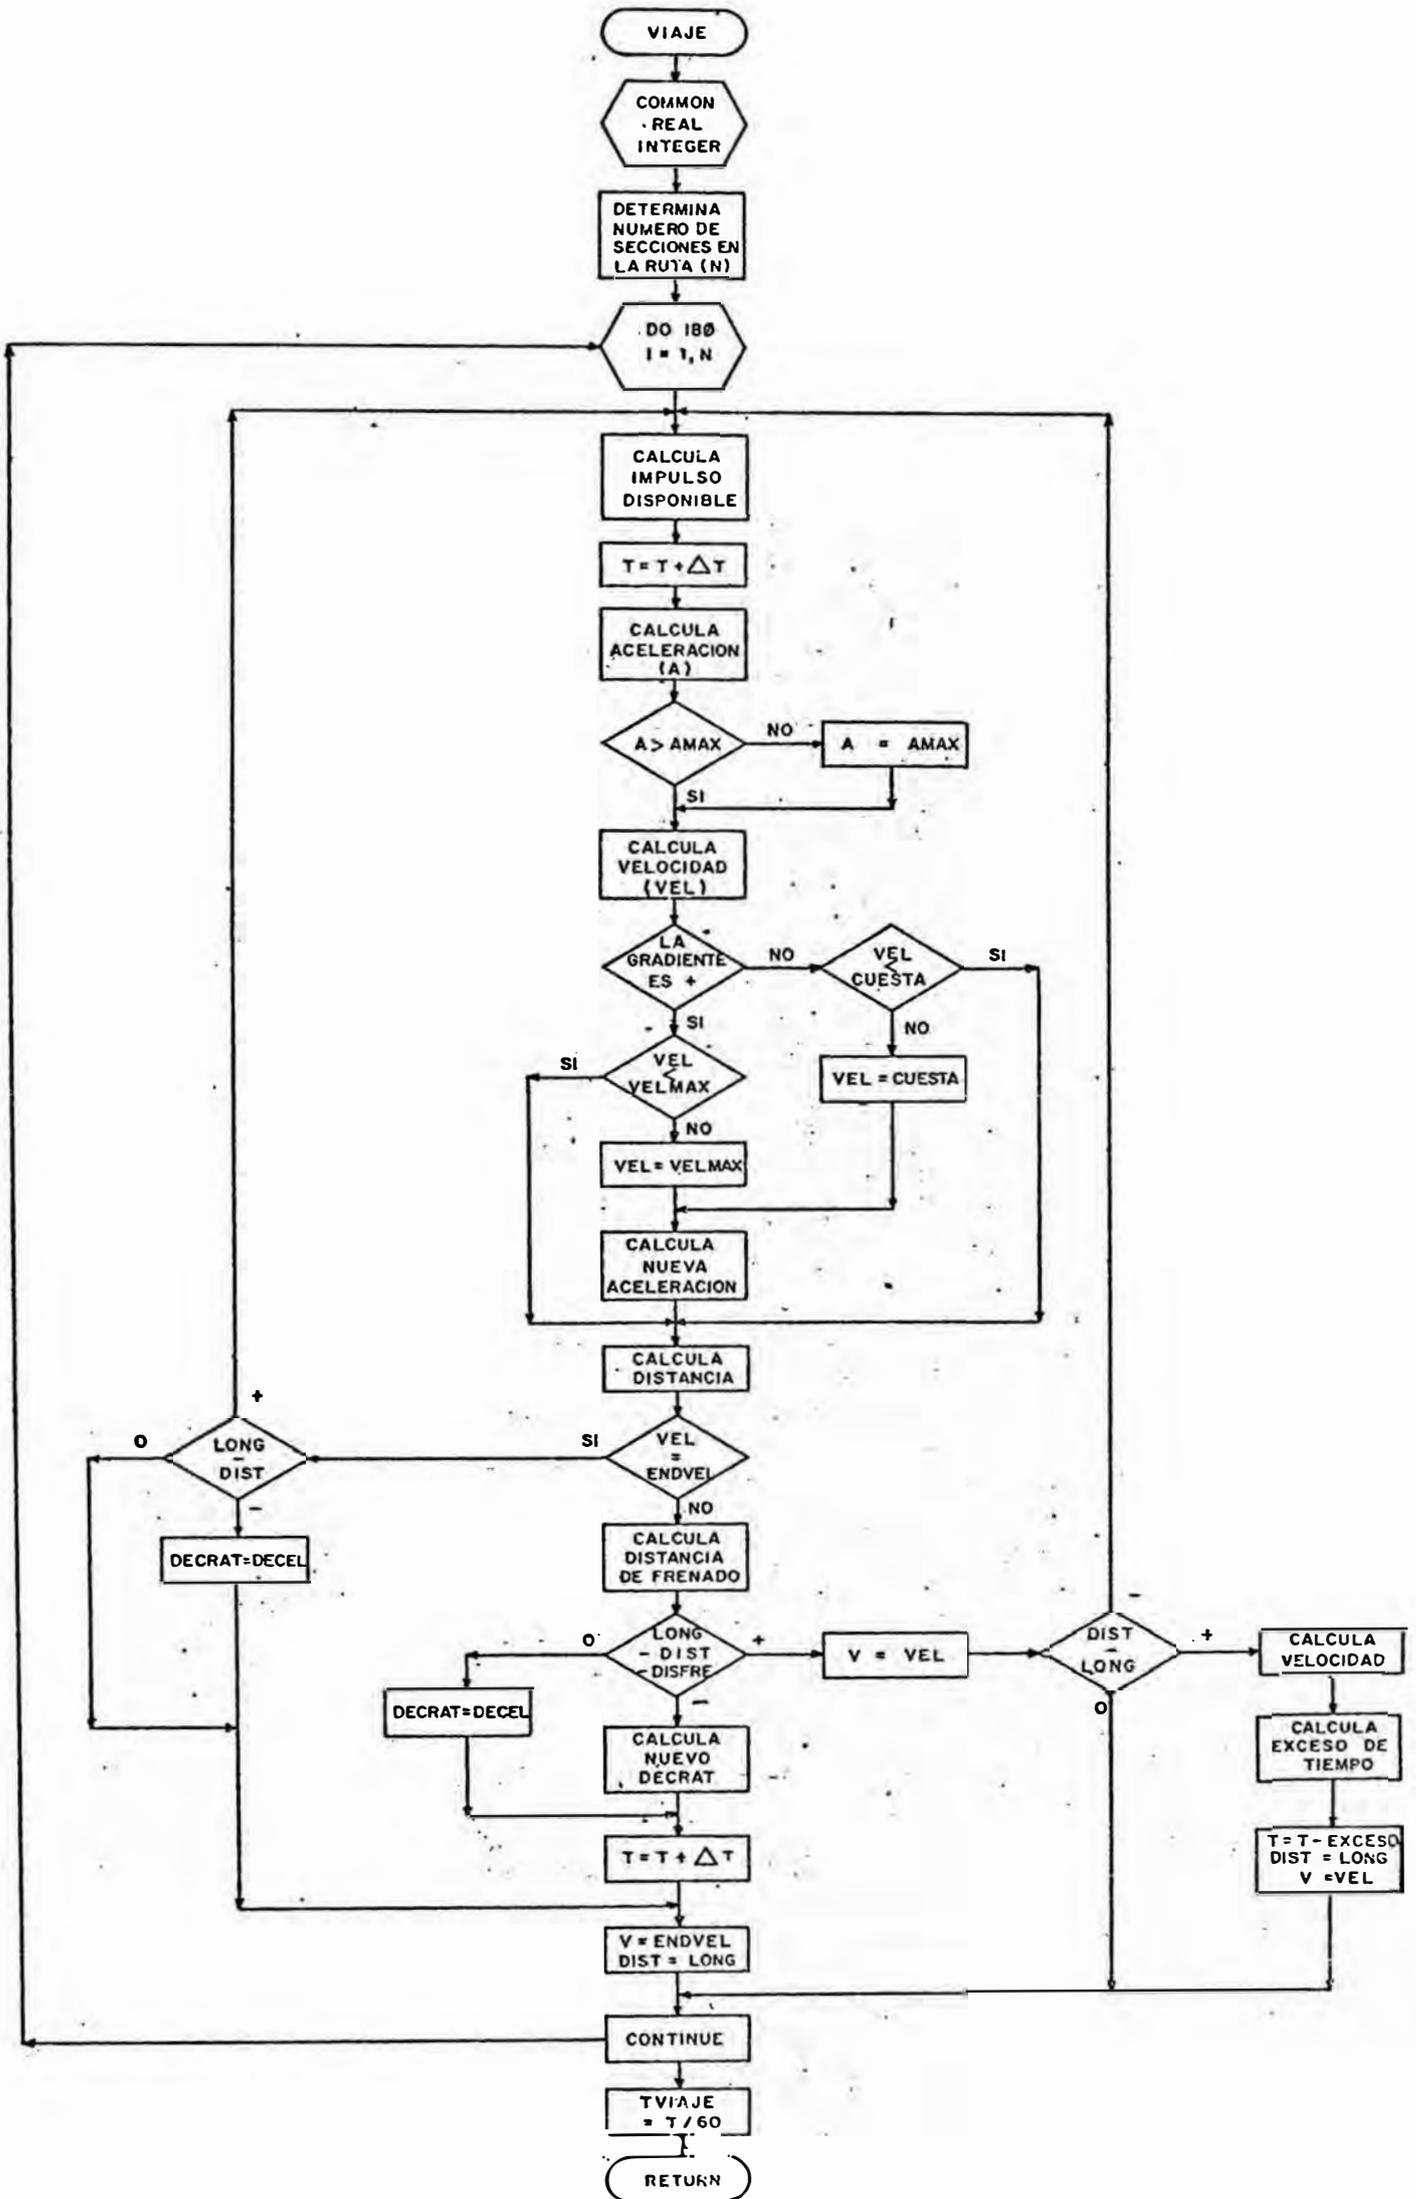 VIAJE
COMMON
REAL
INTEGER
DETERMINA
NUMERO DE
SECCIONES EN
LA RUTA (N)
DO 180
I = 1, N
CALCULA
IMPULSO
DISPONIBLE
T = T + △ T
CALCULA
ACELERACION
(A)
A > AMAX
NO
A = AMAX
SI
CALCULA
VELOCIDAD
(VEL)
LA
GRADIENTE
ES +
NO
VEL
<
CUESTA
SI
SI
NO
VEL
<
VELMAX
SI
VEL = CUESTA
NO
VEL = VELMAX
CALCULA
NUEVA
ACELERACION
CALCULA
DISTANCIA
+
O
LONG
-
DIST
SI
VEL
=
ENDVEL
-
NO
DECRAT=DECEL
CALCULA
DISTANCIA
DE FRENADO
-
O
LONG
- DIST
- DISFRE
+
V = VEL
DIST
-
LONG
+
CALCULA
VELOCIDAD
-
O
DECRAT=DECEL
CALCULA
NUEVO
DECRAT
CALCULA
EXCESO DE
TIEMPO
T = T + △ T
T = T - EXCESO
DIST = LONG
V = VEL
V = ENDVEL
DIST = LONG
CONTINUE
TVIAJE
= T / 60
RETURN